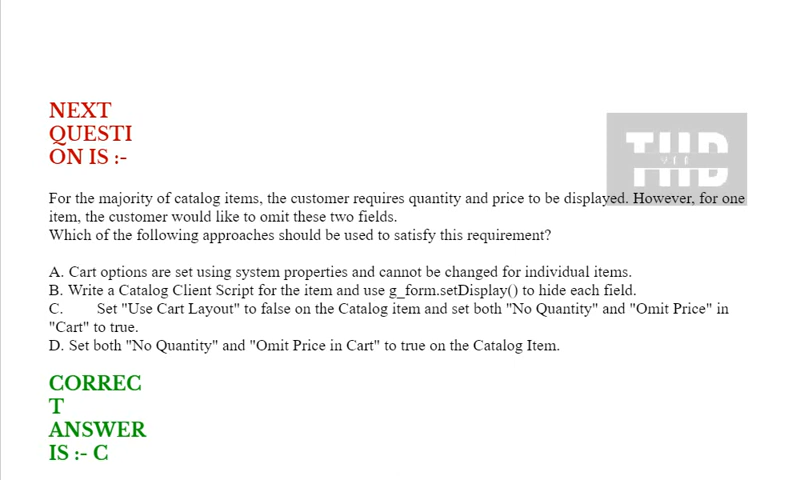 NEXT
QUESTI
ON IS :-
THD
WEB
For the majority of catalog items, the customer requires quantity and price to be displayed. However, for one
item, the customer would like to omit these two fields.
Which of the following approaches should be used to satisfy this requirement?
A. Cart options are set using system properties and cannot be changed for individual items.
B. Write a Catalog Client Script for the item and use g_form.setDisplay() to hide each field.
C. Set "Use Cart Layout" to false on the Catalog item and set both "No Quantity" and "Omit Price" in
"Cart" to true.
D. Set both "No Quantity" and "Omit Price in Cart" to true on the Catalog Item.
CORREC
T
ANSWER
IS :- C